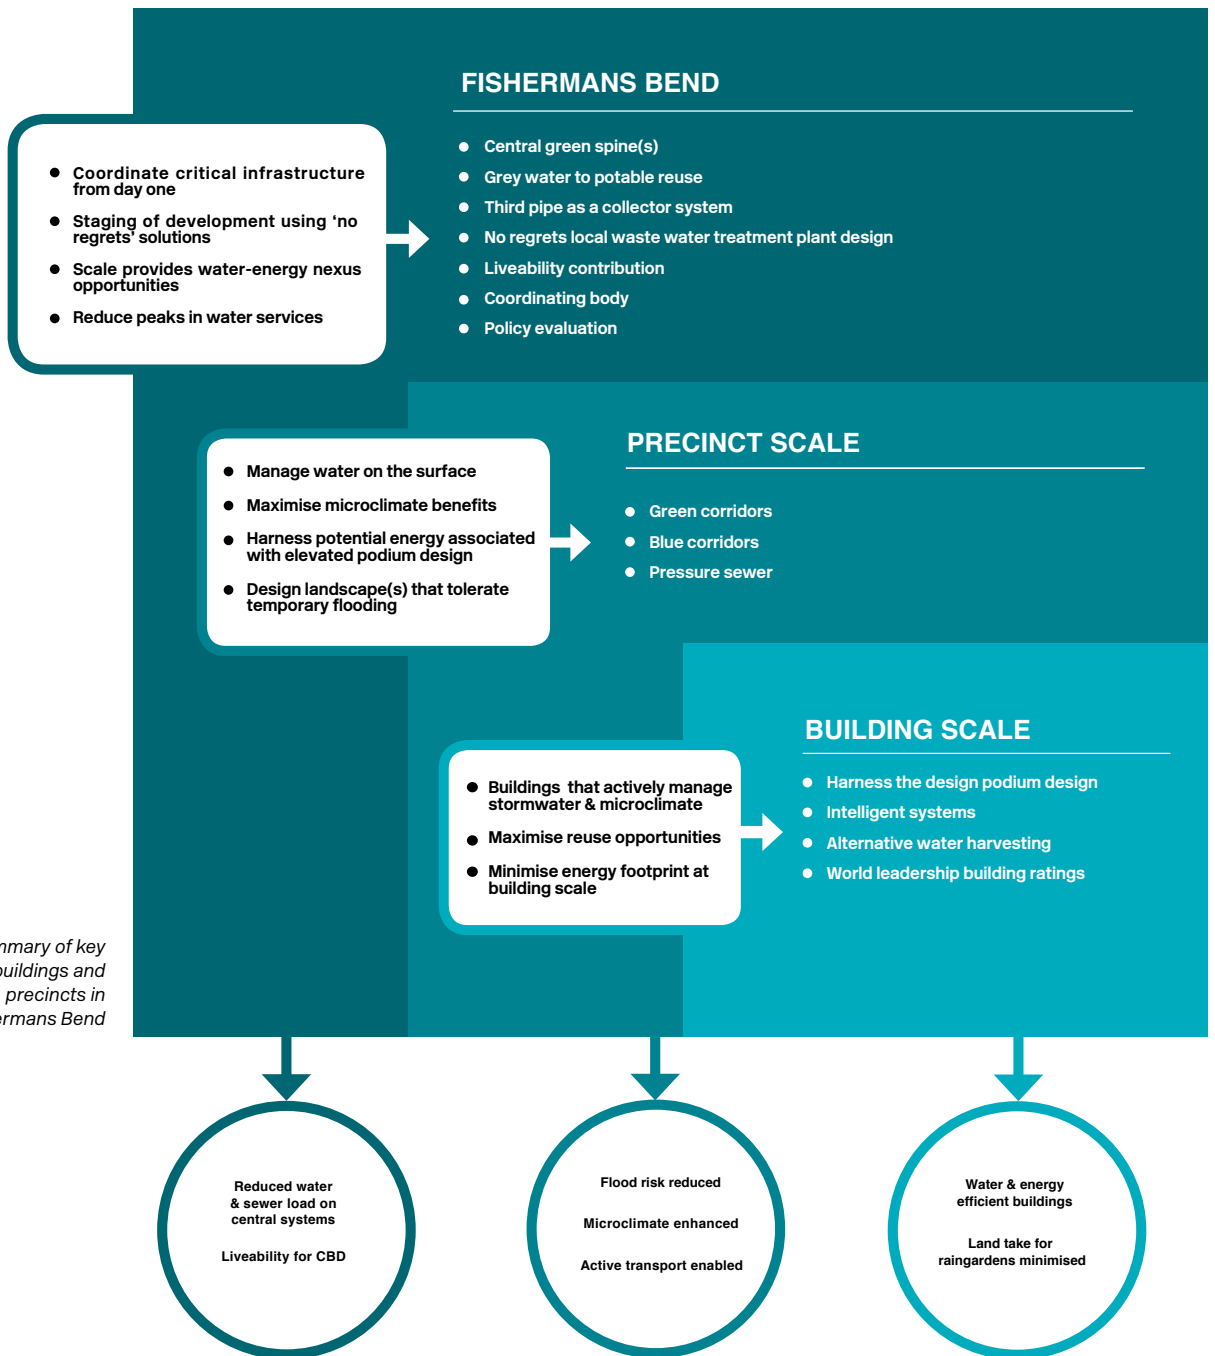 FISHERMANS BEND
● Coordinate critical infrastructure
from day one
● Staging of development using ‘no
regrets’ solutions
● Scale provides water-energy nexus
opportunities
● Reduce peaks in water services
● Central green spine(s)
● Grey water to potable reuse
● Third pipe as a collector system
● No regrets local waste water treatment plant design
● Liveability contribution
● Coordinating body
● Policy evaluation
PRECINCT SCALE
● Manage water on the surface
● Maximise microclimate benefits
● Harness potential energy associated
with elevated podium design
● Design landscape(s) that tolerate
temporary flooding
● Green corridors
● Blue corridors
● Pressure sewer
BUILDING SCALE
● Buildings that actively manage
stormwater & microclimate
● Maximise reuse opportunities
● Minimise energy footprint at
building scale
● Harness the design podium design
● Intelligent systems
● Alternative water harvesting
● World leadership building ratings
of key
buildings and
precincts in
Bend
Reduced water
& sewer load on
central systems
Liveability for CBD
Flood risk reduced
Microclimate enhanced
Active transport enabled
Water & energy
efficient buildings
Land take for
raingardens minimised